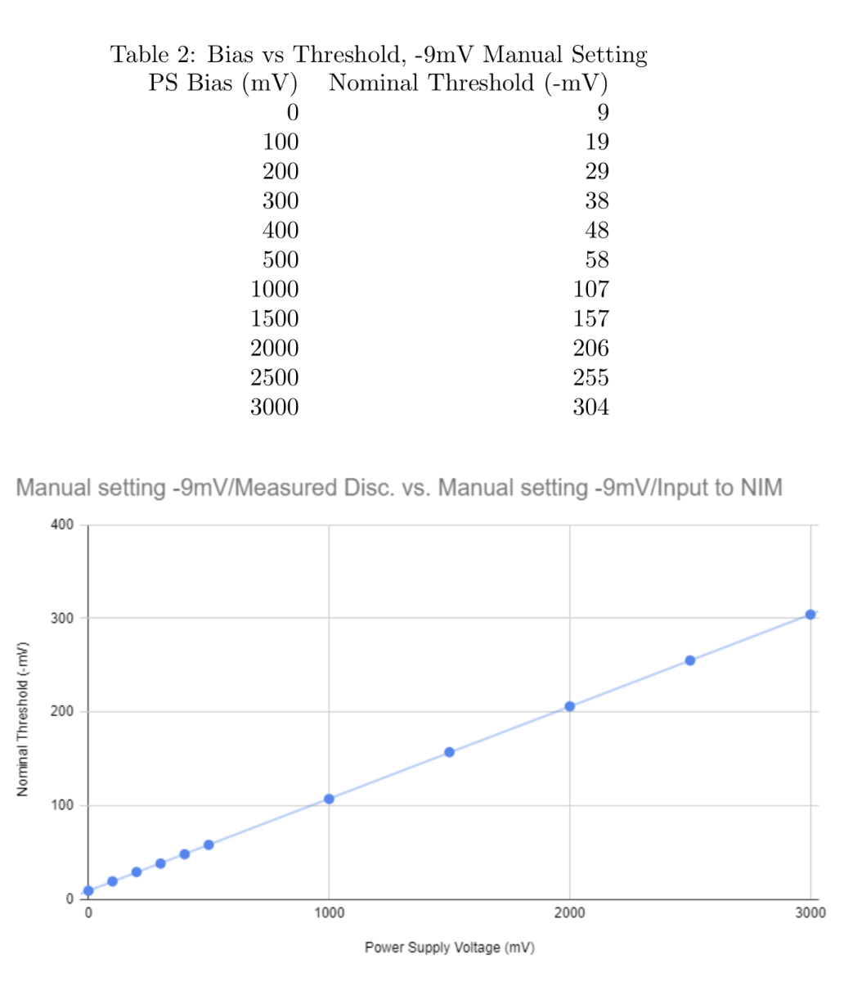 Table 2: Bias vs Threshold, -9mV Manual Setting
PS Bias (mV) Nominal Threshold (-mV)
0 9
100 19
200 29
300 38
400 48
500 58
1000 107
1500 157
2000 206
2500 255
3000 304
Manual setting -9mV/Measured Disc. vs. Manual setting -9mV/Input to NIM
400
300
200
100
0
Nominal Threshold (-mV)
0 1000 2000 3000
Power Supply Voltage (mV)